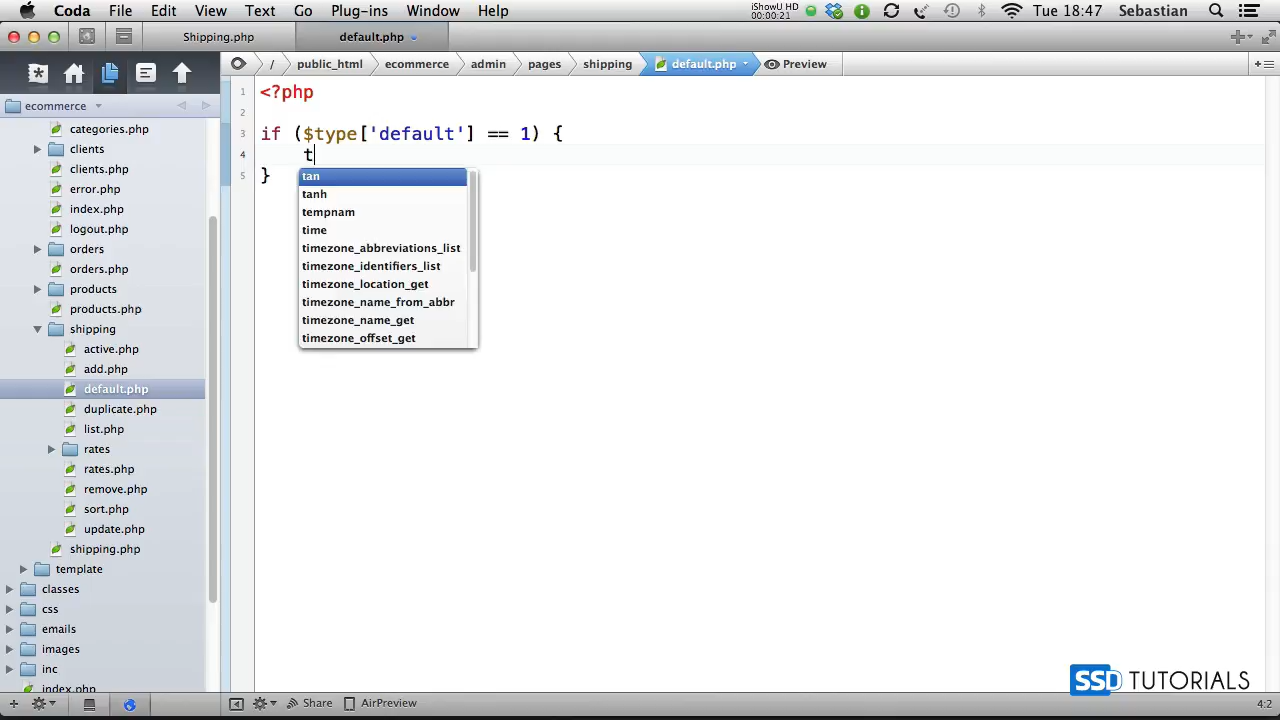 Coda File Edit View Text Go Plug-ins Window Help iShowU HD 00:00:21 Tue 18:47 Sebastian
Shipping.php default.php
/ public_html ecommerce admin pages shipping default.php Preview
ecommerce
categories.php
clients
clients.php
error.php
index.php
logout.php
orders
orders.php
products
products.php
shipping
active.php
add.php
default.php
duplicate.php
list.php
rates
rates.php
remove.php
sort.php
update.php
shipping.php
template
classes
css
emails
images
inc
index.php
1 <?php
2
3 if ($type['default'] == 1) {
4 t
5 }
tan
tanh
tempnam
time
timezone_abbreviations_list
timezone_identifiers_list
timezone_location_get
timezone_name_from_abbr
timezone_name_get
timezone_offset_get
SSD TUTORIALS
Share AirPreview 4:2